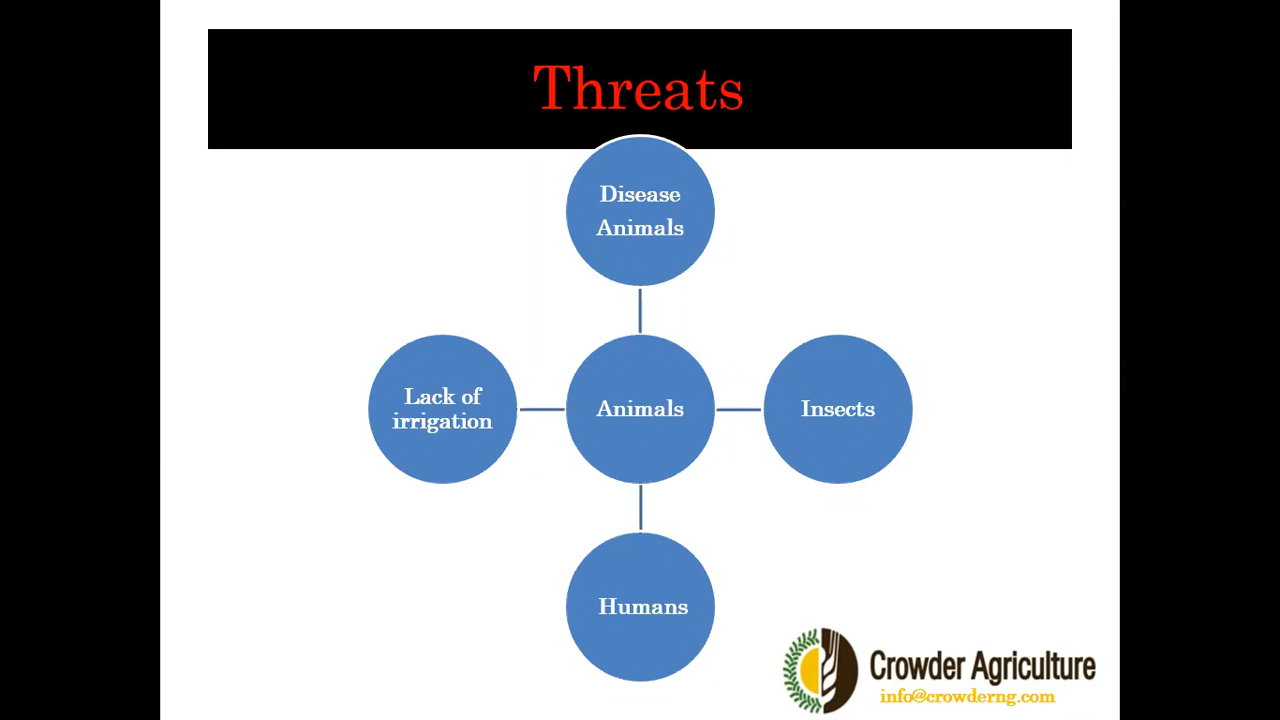 Threats
Disease
Animals
Lack of
irrigation
Animals
Insects
Humans
Crowder Agriculture
info@crowderng.com